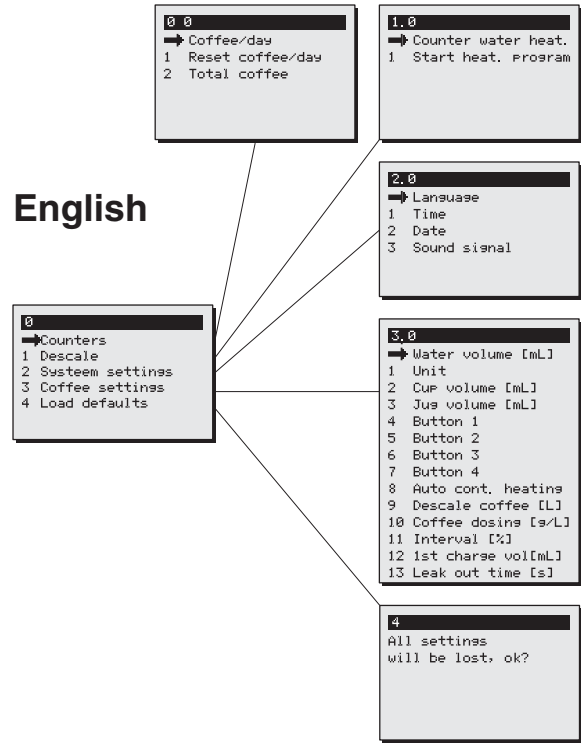 0 0
Coffee/day
1 Reset coffee/day
2 Total coffee
1.0
Counter water heat.
1 Start heat. program
English
2.0
Language
1 Time
2 Date
3 Sound signal
0
Counters
1 Descale
2 Systeem settings
3 Coffee settings
4 Load defaults
3.0
Water volume [mL]
1 Unit
2 Cup volume [mL]
3 Jug volume [mL]
4 Button 1
5 Button 2
6 Button 3
7 Button 4
8 Auto cont. heating
9 Descale coffee [L]
10 Coffee dosing [g/L]
11 Interval [%]
12 1st charge vol[mL]
13 Leak out time [s]
4
All settings
will be lost, ok?